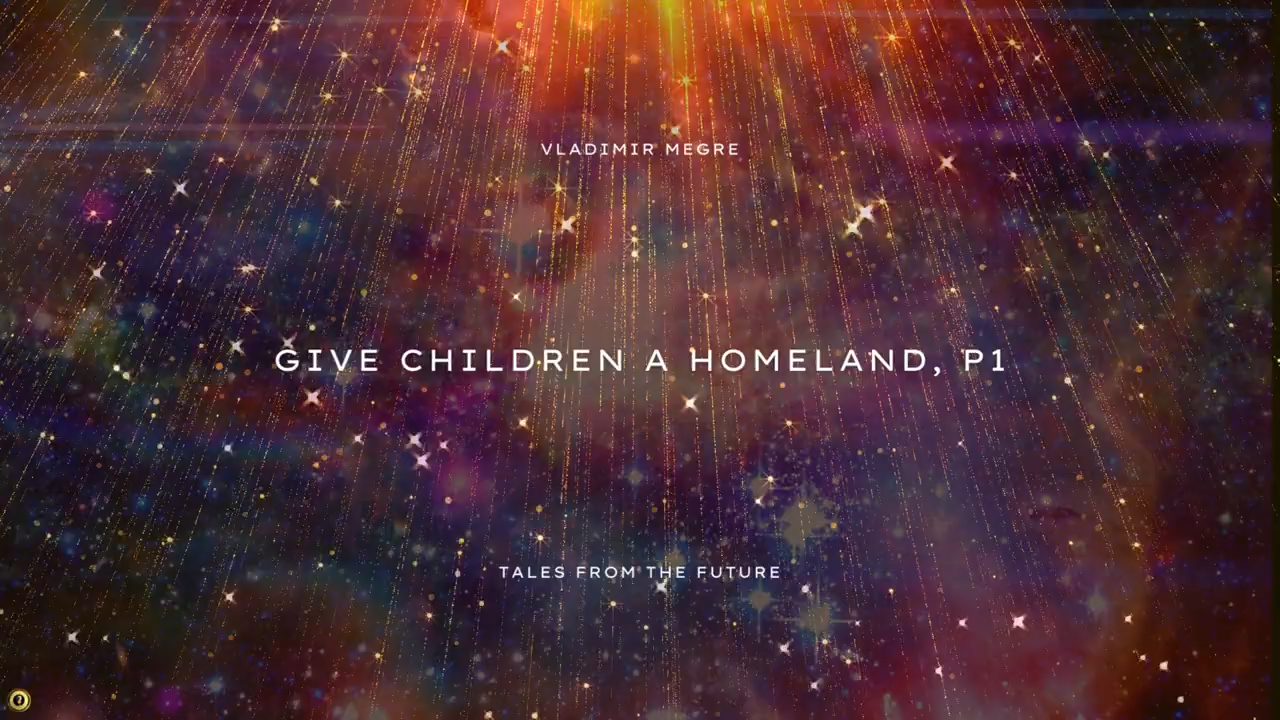 VLADIMIR MEGRE
GIVE CHILDREN A HOMELAND, P1
TALES FROM THE FUTURE